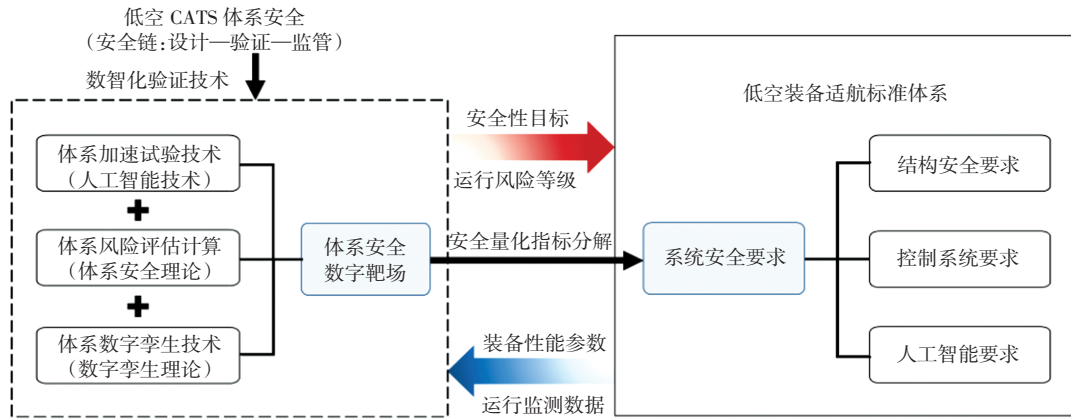 低空 CATS 体系安全
（安全链:设计—验证—监管）
数智化验证技术
体系加速试验技术
（人工智能技术）
体系风险评估计算
（体系安全理论）
体系数字孪生技术
（数字孪生理论）
体系安全
数字靶场
安全性目标
运行风险等级
安全量化指标分解
装备性能参数
运行监测数据
低空装备适航标准体系
系统安全要求
结构安全要求
控制系统要求
人工智能要求